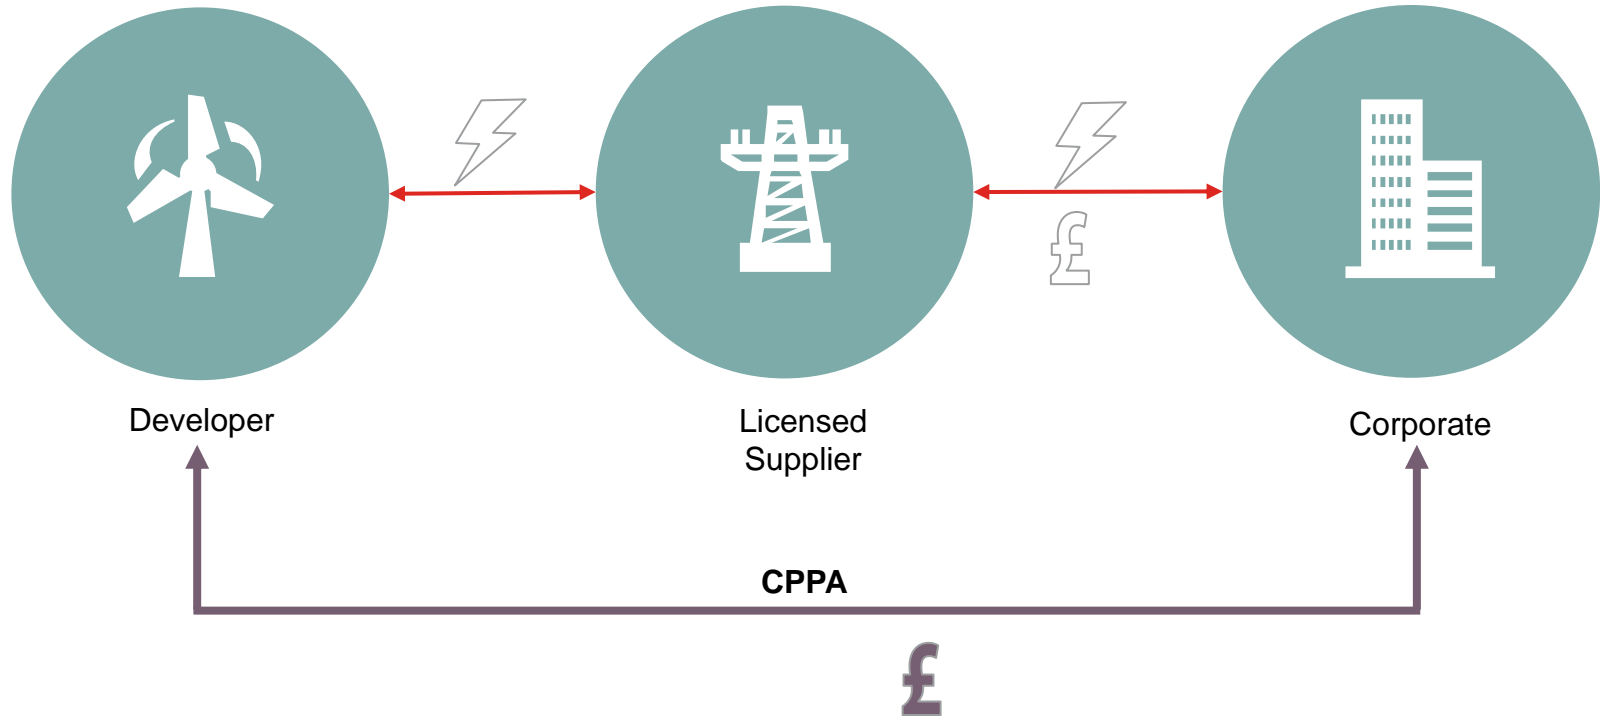 £
Developer
Licensed
Supplier
Corporate
CPPA
£